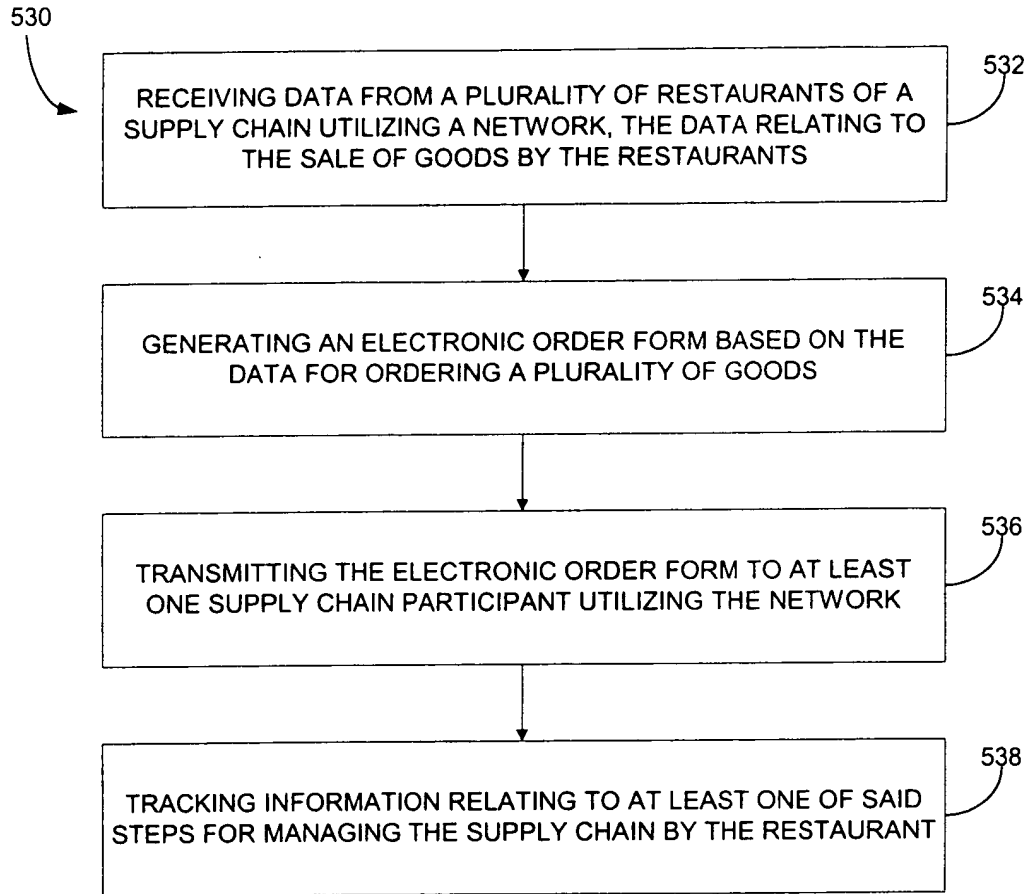 530
532
RECEIVING DATA FROM A PLURALITY OF RESTAURANTS OF A
SUPPLY CHAIN UTILIZING A NETWORK, THE DATA RELATING TO
THE SALE OF GOODS BY THE RESTAURANTS
534
GENERATING AN ELECTRONIC ORDER FORM BASED ON THE
DATA FOR ORDERING A PLURALITY OF GOODS
536
TRANSMITTING THE ELECTRONIC ORDER FORM TO AT LEAST
ONE SUPPLY CHAIN PARTICIPANT UTILIZING THE NETWORK
538
TRACKING INFORMATION RELATING TO AT LEAST ONE OF SAID
STEPS FOR MANAGING THE SUPPLY CHAIN BY THE RESTAURANT